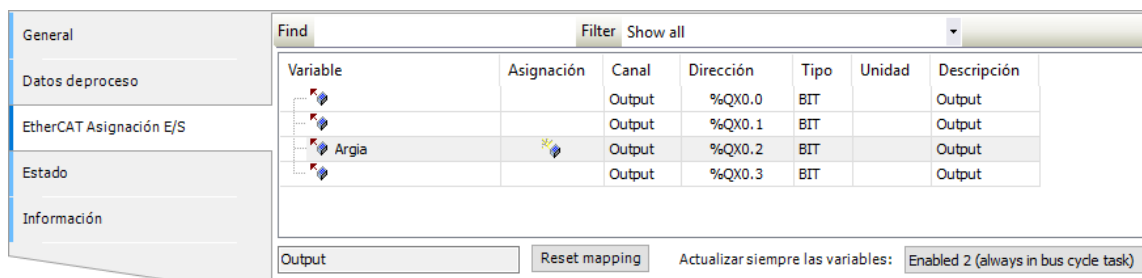 General
Datos deproceso
EtherCAT Asignación E/S
Estado
Información
Find Filter Show all
Variable Asignación Canal Dirección Tipo Unidad Descripción
Output %QX0.0 BIT Output
Output %QX0.1 BIT Output
Argia Output %QX0.2 BIT Output
Output %QX0.3 BIT Output
Output Reset mapping Actualizar siempre las variables: Enabled 2 (always in bus cycle task)